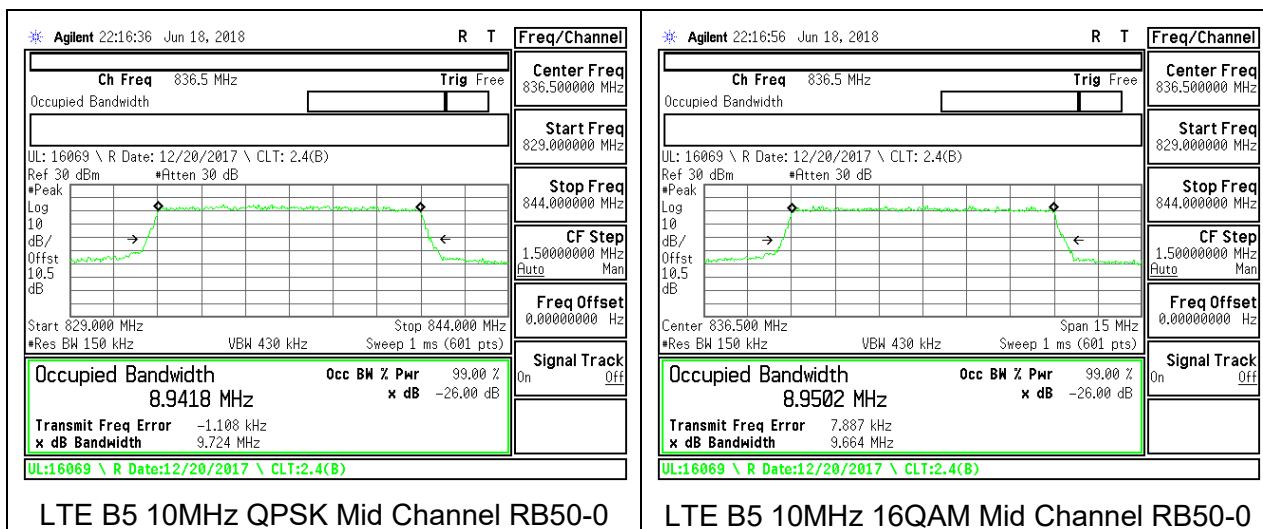 Agilent 22:16:36 Jun 18, 2018 R T
Ch Freq 836.5 MHz Trig Free
Occupied Bandwidth
UL: 16069 \ R Date: 12/20/2017 \ CLT: 2.4(B)
Ref 30 dBm #Atten 30 dB
#Peak
Log
10
dB/
Offst
10.5
dB
Start 829.000 MHz Stop 844.000 MHz
#Res BW 150 kHz VBW 430 kHz Sweep 1 ms (601 pts)
Occupied Bandwidth Occ BW % Pwr 99.00 %
8.9418 MHz x dB -26.00 dB
Transmit Freq Error -1.108 kHz
x dB Bandwidth 9.724 MHz
UL:16069 \ R Date:12/20/2017 \ CLT:2.4(B)
Freq/Channel
Center Freq
836.500000 MHz
Start Freq
829.000000 MHz
Stop Freq
844.000000 MHz
CF Step
1.50000000 MHz
Auto Man
Freq Offset
0.00000000 Hz
Signal Track
On Off
LTE B5 10MHz QPSK Mid Channel RB50-0
Agilent 22:16:56 Jun 18, 2018 R T
Ch Freq 836.5 MHz Trig Free
Occupied Bandwidth
UL: 16069 \ R Date: 12/20/2017 \ CLT: 2.4(B)
Ref 30 dBm #Atten 30 dB
#Peak
Log
10
dB/
Offst
10.5
dB
Center 836.500 MHz Span 15 MHz
#Res BW 150 kHz VBW 430 kHz Sweep 1 ms (601 pts)
Occupied Bandwidth Occ BW % Pwr 99.00 %
8.9502 MHz x dB -26.00 dB
Transmit Freq Error 7.887 kHz
x dB Bandwidth 9.664 MHz
UL:16069 \ R Date:12/20/2017 \ CLT:2.4(B)
Freq/Channel
Center Freq
836.500000 MHz
Start Freq
829.000000 MHz
Stop Freq
844.000000 MHz
CF Step
1.50000000 MHz
Auto Man
Freq Offset
0.00000000 Hz
Signal Track
On Off
LTE B5 10MHz 16QAM Mid Channel RB50-0